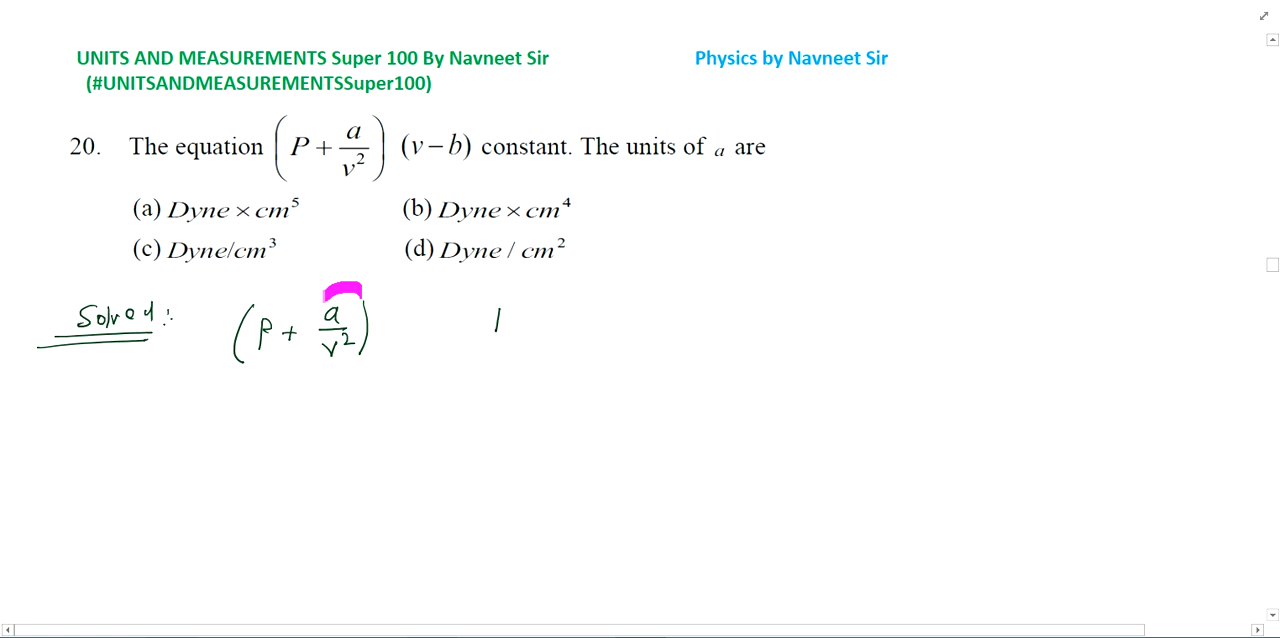 UNITS AND MEASUREMENTS Super 100 By Navneet Sir Physics by Navneet Sir
(#UNITSANDMEASUREMENTSSuper100)
20. The equation (P + a/v²) (v − b) constant. The units of a are
(a) Dyne × cm⁵ (b) Dyne × cm⁴
(c) Dyne/cm³ (d) Dyne / cm²
Solved : (P + a/v²) |